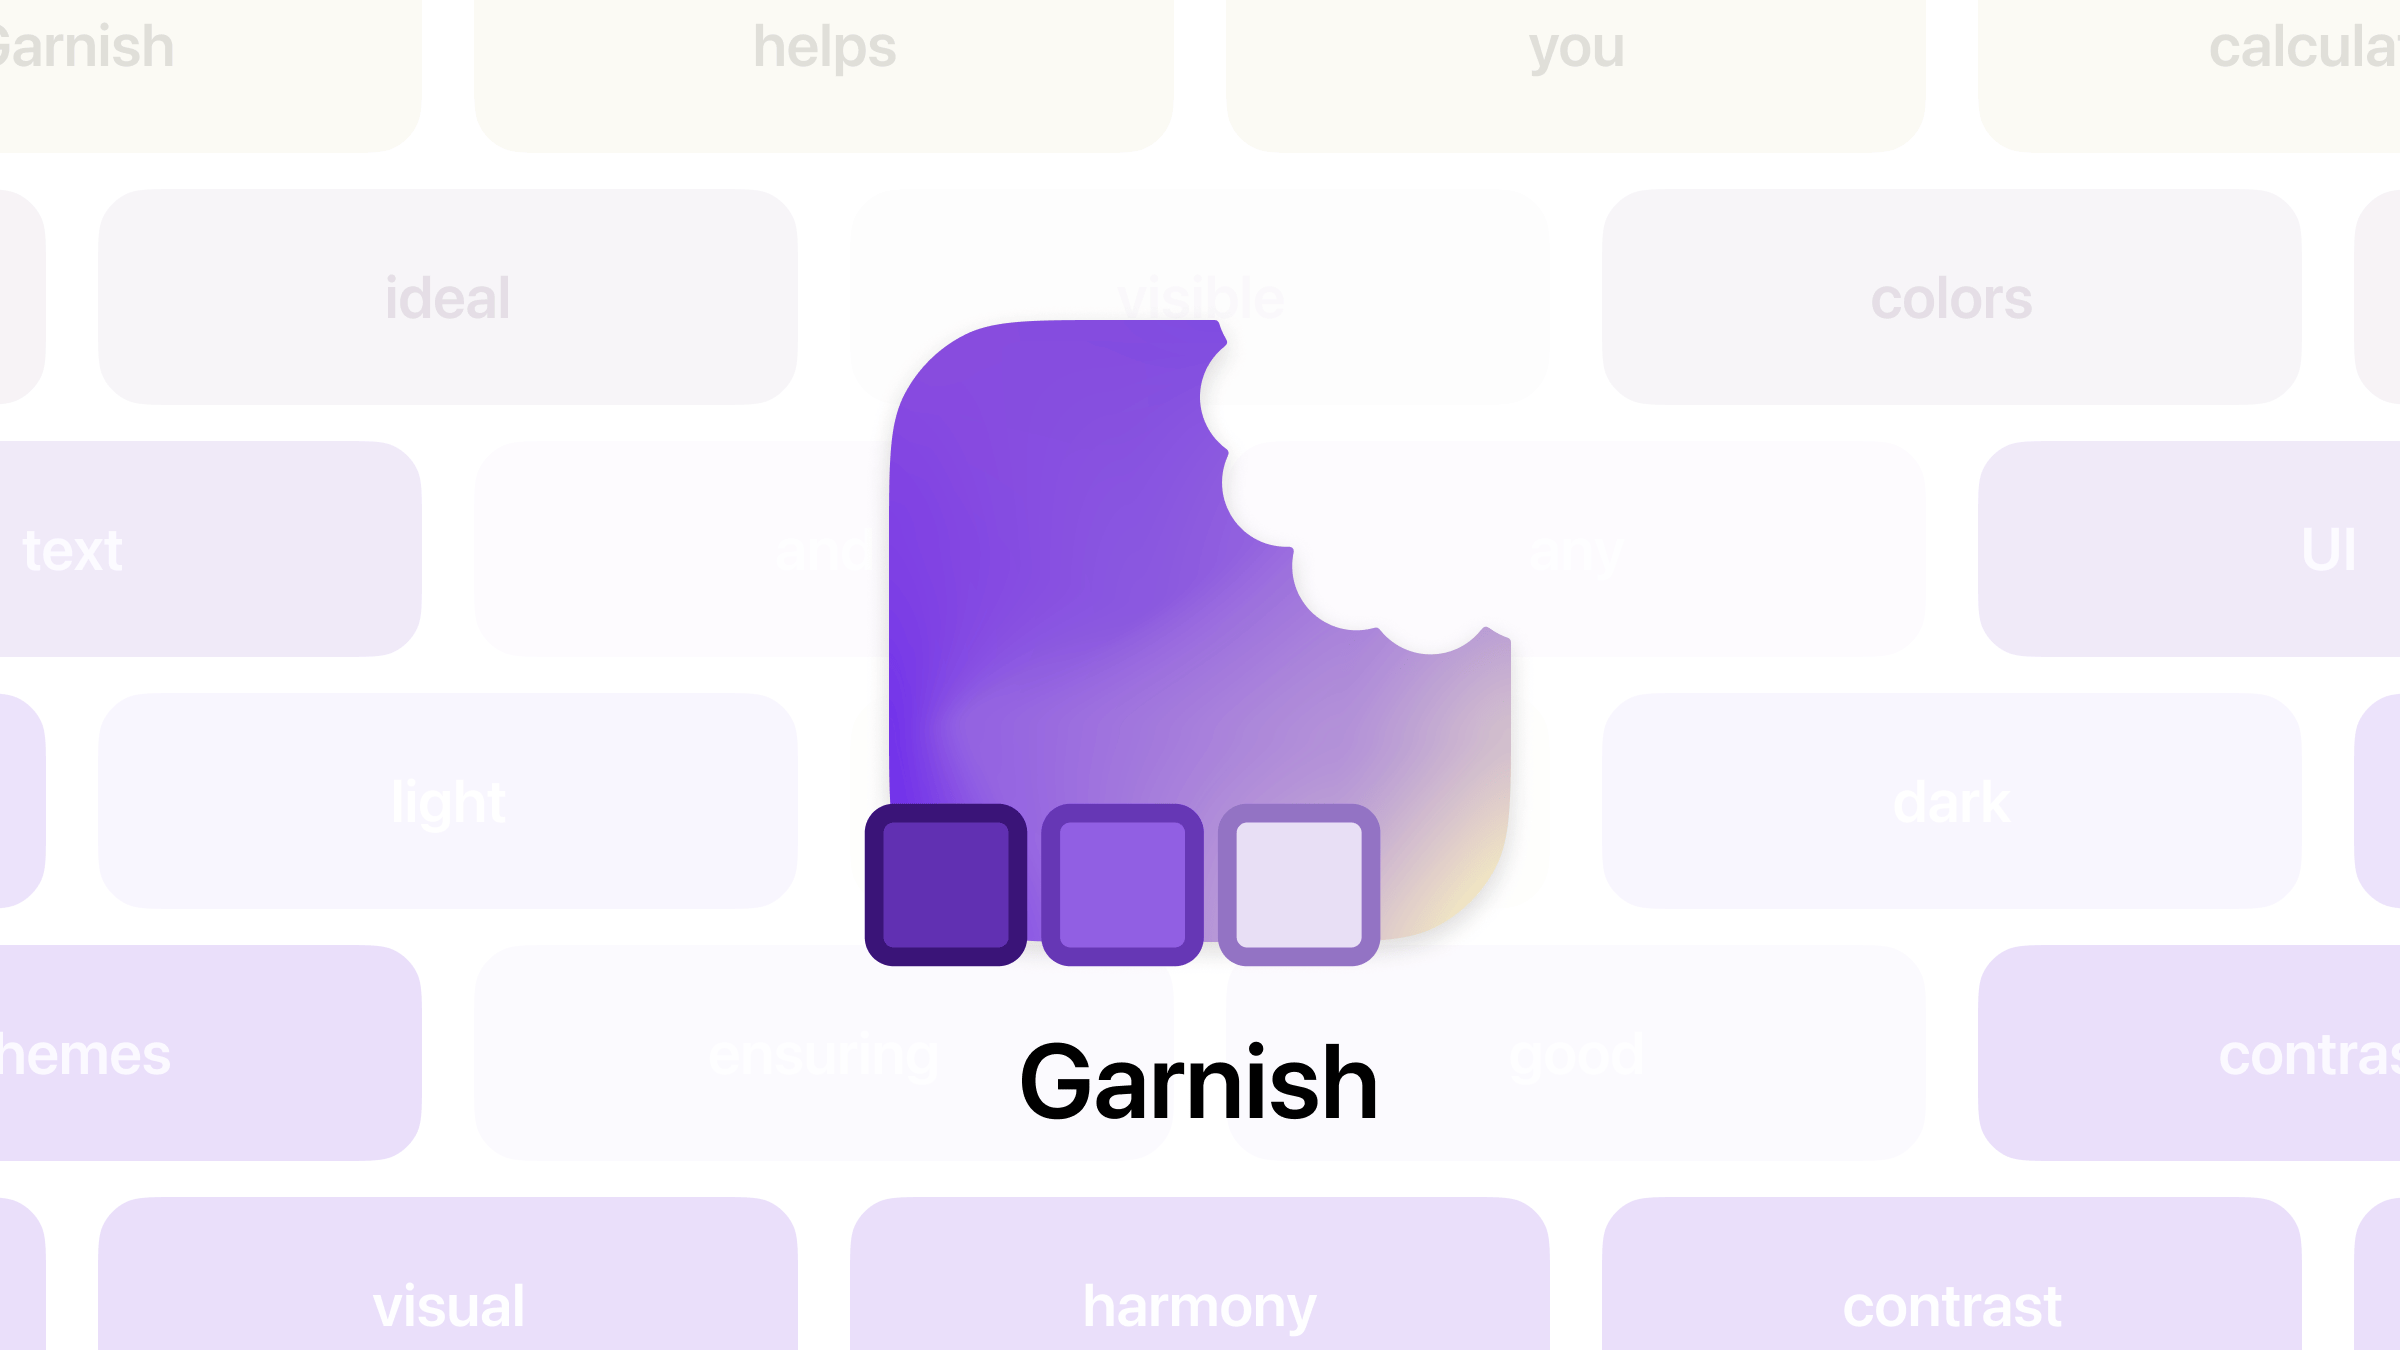 Garnish helps you calculat
ideal visible colors
text and any UI
light dark
hemes ensuring good contras
Garnish
visual harmony contrast